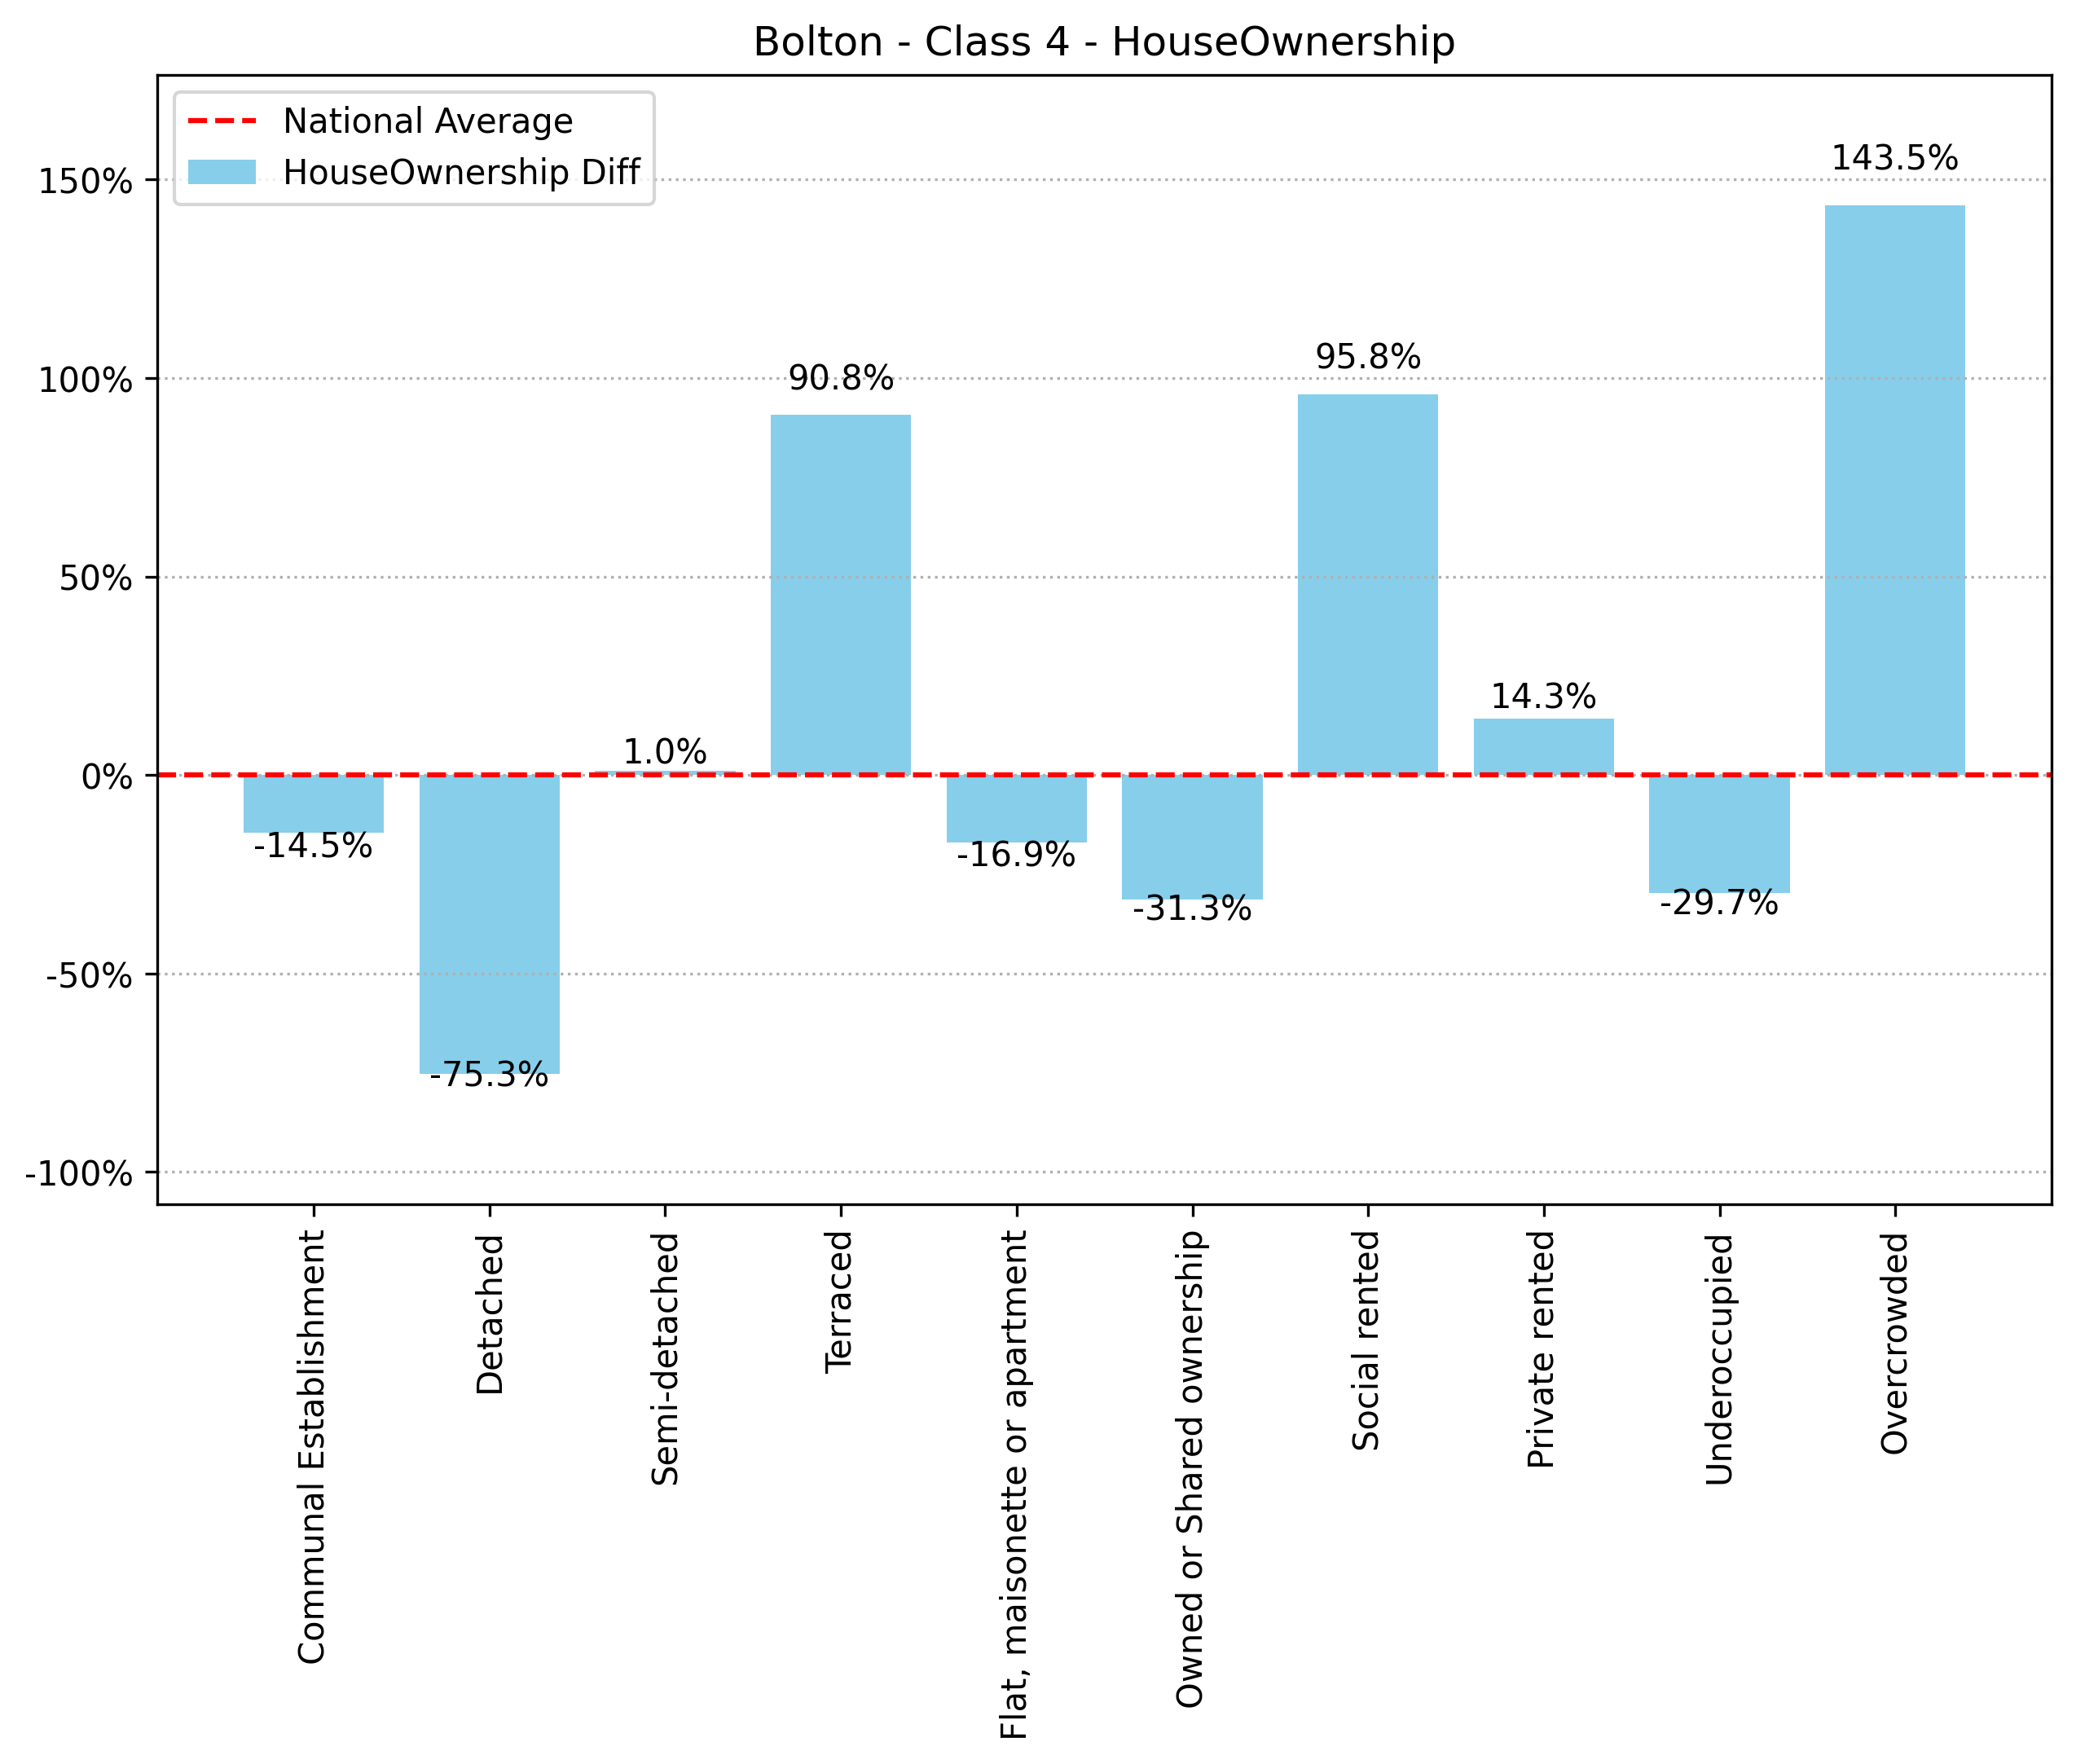 Bolton - Class 4 - HouseOwnership
National Average
HouseOwnership Diff
150%
100%
50%
0%
-50%
-100%
-14.5%
-75.3%
1.0%
90.8%
-16.9%
-31.3%
95.8%
14.3%
-29.7%
143.5%
Communal Establishment
Detached
Semi-detached
Terraced
Flat, maisonette or apartment
Owned or Shared ownership
Social rented
Private rented
Underoccupied
Overcrowded